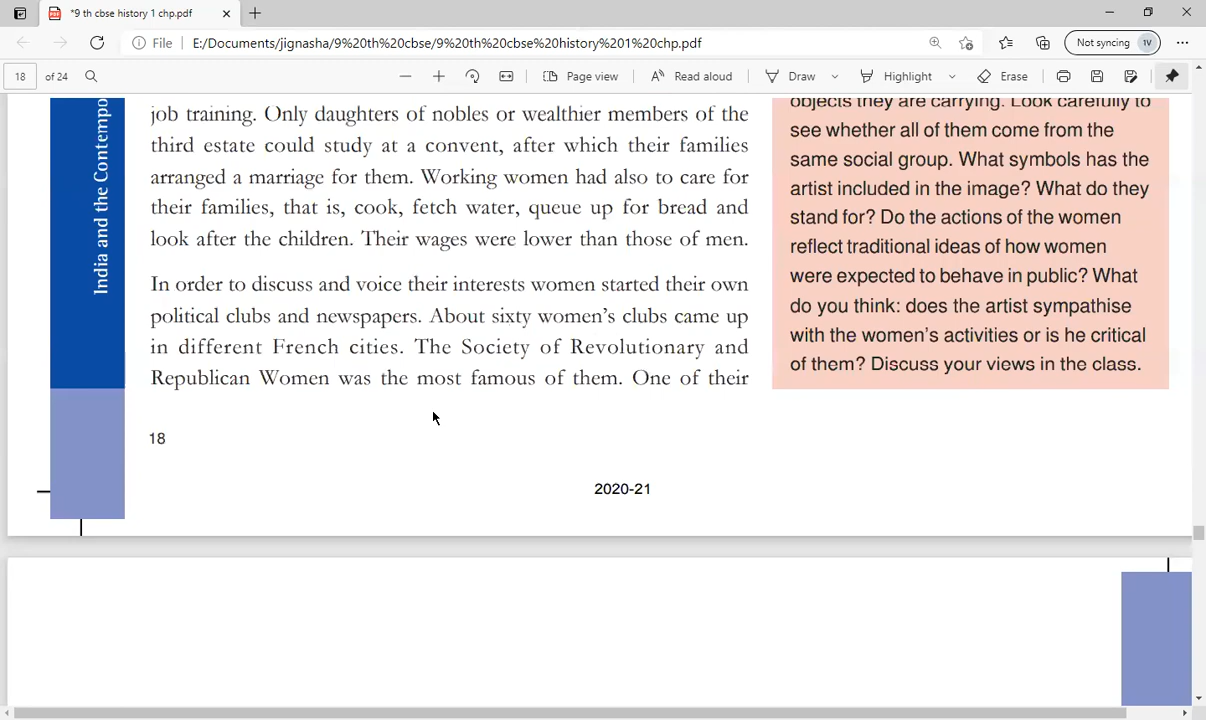 *9 th cbse history 1 chp.pdf
File
E:/Documents/jignasha/9%20th%20cbse/9%20th%20cbse%20history%201%20chp.pdf
Not syncing 1V
18 of 24
Page view
Read aloud
Draw
Highlight
Erase
India and the Contempo
job training. Only daughters of nobles or wealthier members of the
third estate could study at a convent, after which their families
arranged a marriage for them. Working women had also to care for
their families, that is, cook, fetch water, queue up for bread and
look after the children. Their wages were lower than those of men.
In order to discuss and voice their interests women started their own
political clubs and newspapers. About sixty women's clubs came up
in different French cities. The Society of Revolutionary and
Republican Women was the most famous of them. One of their
objects they are carrying. Look carefully to
see whether all of them come from the
same social group. What symbols has the
artist included in the image? What do they
stand for? Do the actions of the women
reflect traditional ideas of how women
were expected to behave in public? What
do you think: does the artist sympathise
with the women's activities or is he critical
of them? Discuss your views in the class.
18
2020-21